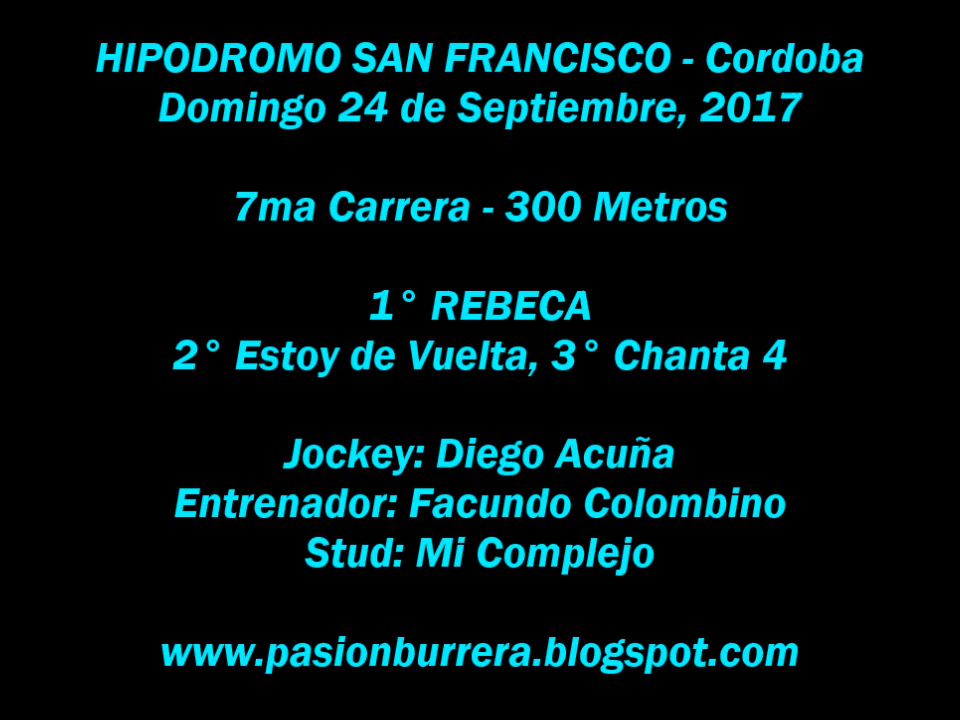 HIPODROMO SAN FRANCISCO - Cordoba
Domingo 24 de Septiembre, 2017
7ma Carrera - 300 Metros
1° REBECA
2° Estoy de Vuelta, 3° Chanta 4
Jockey: Diego Acuña
Entrenador: Facundo Colombino
Stud: Mi Complejo
www.pasionburrera.blogspot.com